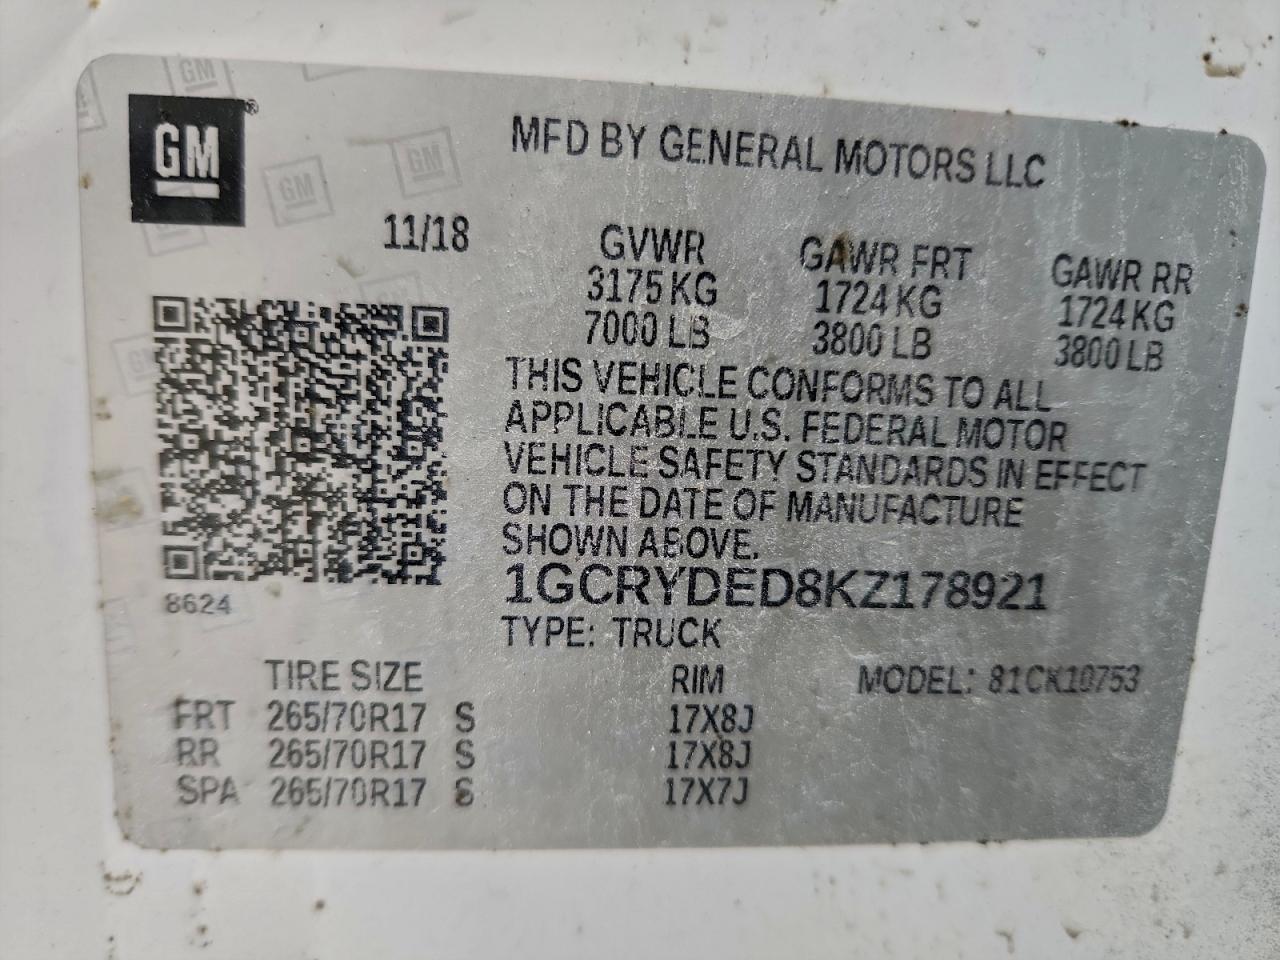 GM®
MFD BY GENERAL MOTORS LLC
11/18
GVWR GAWR FRT GAWR RR
3175 KG 1724 KG 1724 KG
7000 LB 3800 LB 3800 LB
THIS VEHICLE CONFORMS TO ALL
APPLICABLE U.S. FEDERAL MOTOR
VEHICLE SAFETY STANDARDS IN EFFECT
ON THE DATE OF MANUFACTURE
SHOWN ABOVE.
1GCRYDED8KZ178921
8624
TYPE: TRUCK
TIRE SIZE RIM MODEL: 81CK10753
FRT 265/70R17 S 17X8J
RR 265/70R17 S 17X8J
SPA 265/70R17 S 17X7J